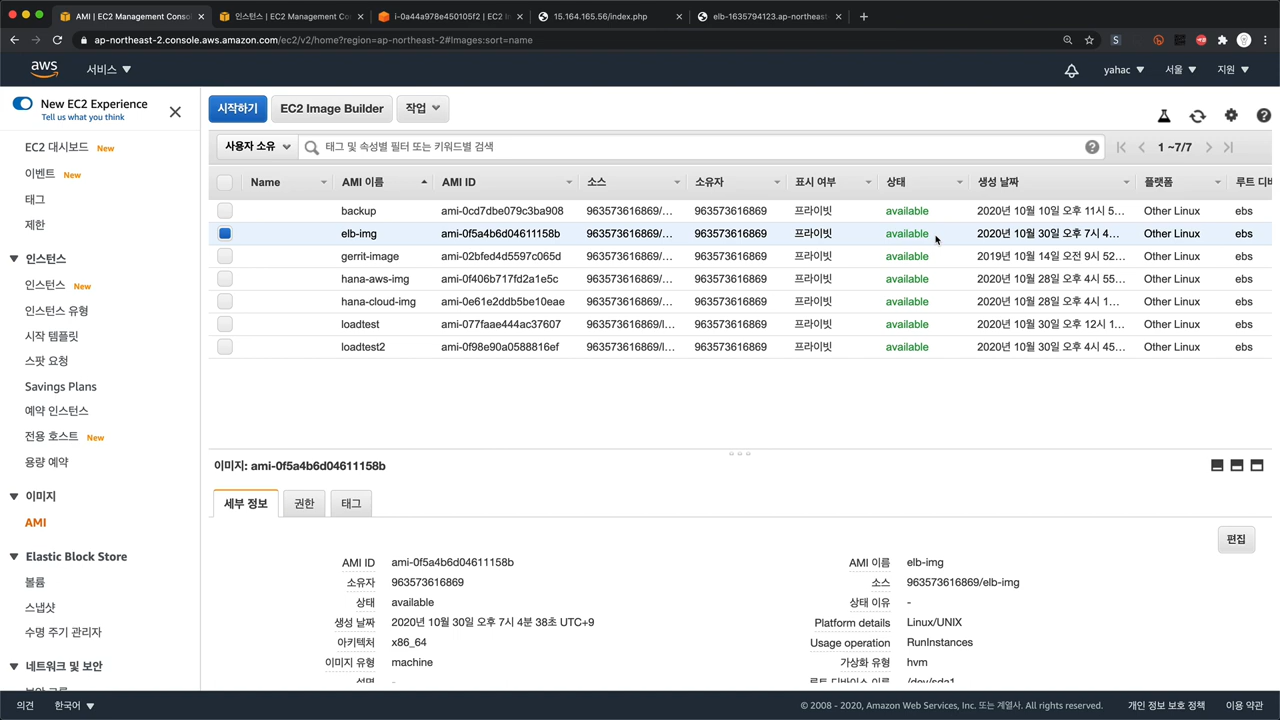 AMI | EC2 Management Conso
인스턴스 | EC2 Management Con
i-0a44a978e450105f2 | EC2 In
15.164.165.56/index.php
elb-1635794123.ap-northeast-
ap-northeast-2.console.aws.amazon.com/ec2/v2/home?region=ap-northeast-2#Images:sort=name
aws
서비스
yahac
서울
지원
New EC2 Experience
Tell us what you think
EC2 대시보드 New
이벤트 New
태그
제한
인스턴스
인스턴스 New
인스턴스 유형
시작 템플릿
스팟 요청
Savings Plans
예약 인스턴스
전용 호스트 New
용량 예약
이미지
AMI
Elastic Block Store
볼륨
스냅샷
수명 주기 관리자
네트워크 및 보안
시작하기 EC2 Image Builder 작업
사용자 소유 태그 및 속성별 필터 또는 키워드별 검색 1 ~7/7
Name AMI 이름 AMI ID 소스 소유자 표시 여부 상태 생성 날짜 플랫폼 루트 디바
backup ami-0cd7dbe079c3ba908 963573616869/... 963573616869 프라이빗 available 2020년 10월 10일 오후 11시 5... Other Linux ebs
elb-img ami-0f5a4b6d04611158b 963573616869/... 963573616869 프라이빗 available 2020년 10월 30일 오후 7시 4... Other Linux ebs
gerrit-image ami-02bfed4d5597c065d 963573616869/... 963573616869 프라이빗 available 2019년 10월 14일 오전 9시 52... Other Linux ebs
hana-aws-img ami-0f406b717fd2a1e5c 963573616869/... 963573616869 프라이빗 available 2020년 10월 28일 오후 4시 55... Other Linux ebs
hana-cloud-img ami-0e61e2ddb5be10eae 963573616869/... 963573616869 프라이빗 available 2020년 10월 28일 오후 4시 1... Other Linux ebs
loadtest ami-077faae444ac37607 963573616869/l... 963573616869 프라이빗 available 2020년 10월 30일 오후 12시 1... Other Linux ebs
loadtest2 ami-0f98e90a0588816ef 963573616869/l... 963573616869 프라이빗 available 2020년 10월 30일 오후 4시 45... Other Linux ebs
이미지: ami-0f5a4b6d04611158b
세부 정보 권한 태그
편집
AMI ID ami-0f5a4b6d04611158b AMI 이름 elb-img
소유자 963573616869 소스 963573616869/elb-img
상태 available 상태 이유 -
생성 날짜 2020년 10월 30일 오후 7시 4분 38초 UTC+9 Platform details Linux/UNIX
아키텍처 x86_64 Usage operation RunInstances
이미지 유형 machine 가상화 유형 hvm
설명 - 루트 디바이스 이름 /dev/sda1
의견 한국어 © 2008 - 2020, Amazon Web Services, Inc. 또는 계열사. All rights reserved. 개인 정보 보호 정책 이용 약관